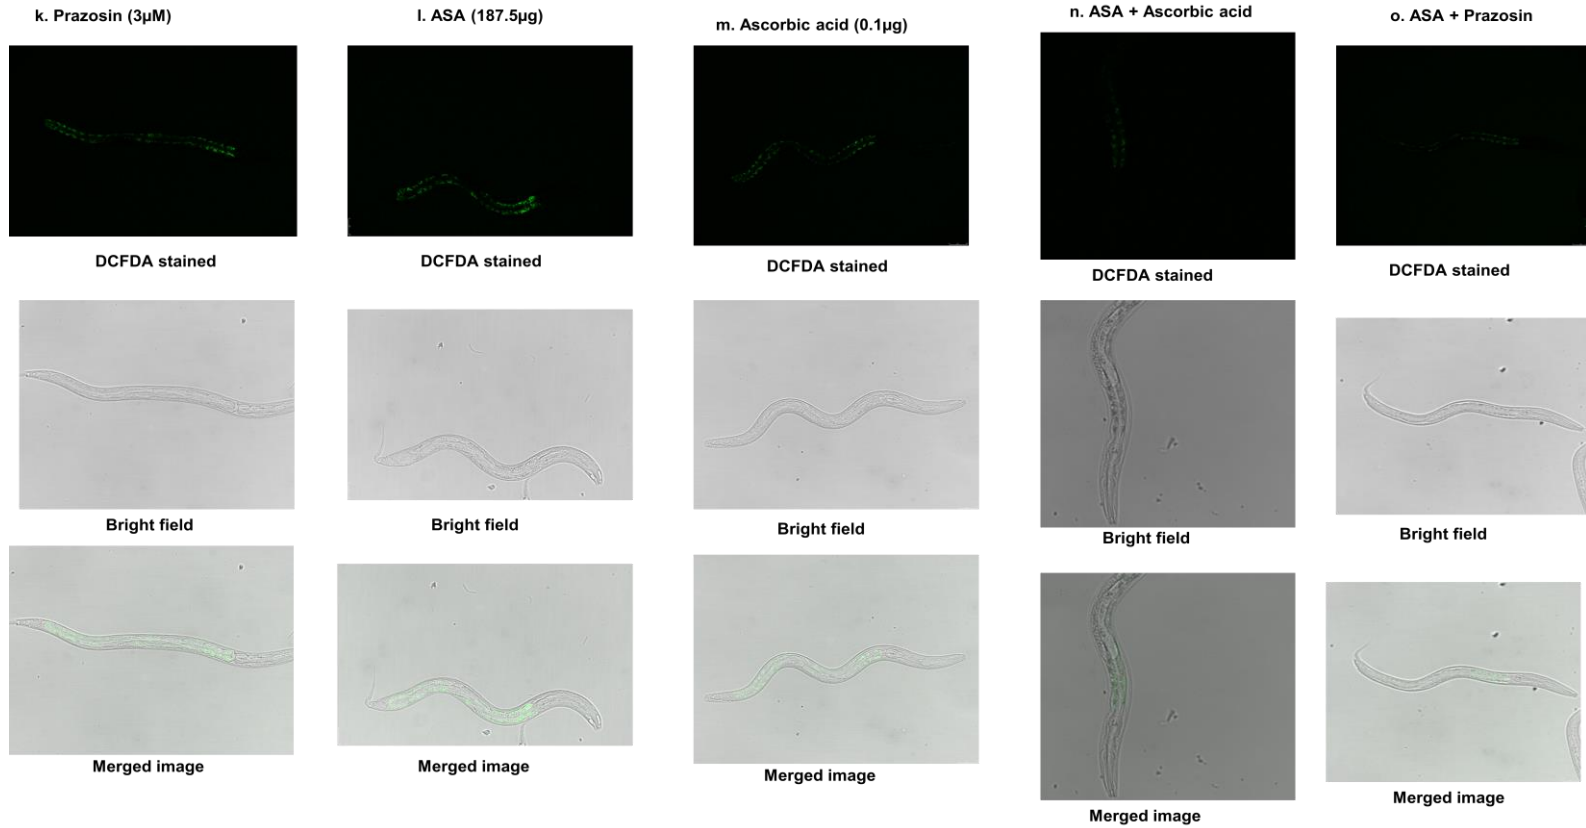 k. Prazosin (3µM)
l. ASA (187.5µg)
m. Ascorbic acid (0.1µg)
n. ASA + Ascorbic acid
o. ASA + Prazosin
DCFDA stained
DCFDA stained
DCFDA stained
DCFDA stained
DCFDA stained
Bright field
Bright field
Bright field
Bright field
Bright field
Merged image
Merged image
Merged image
Merged image
Merged image